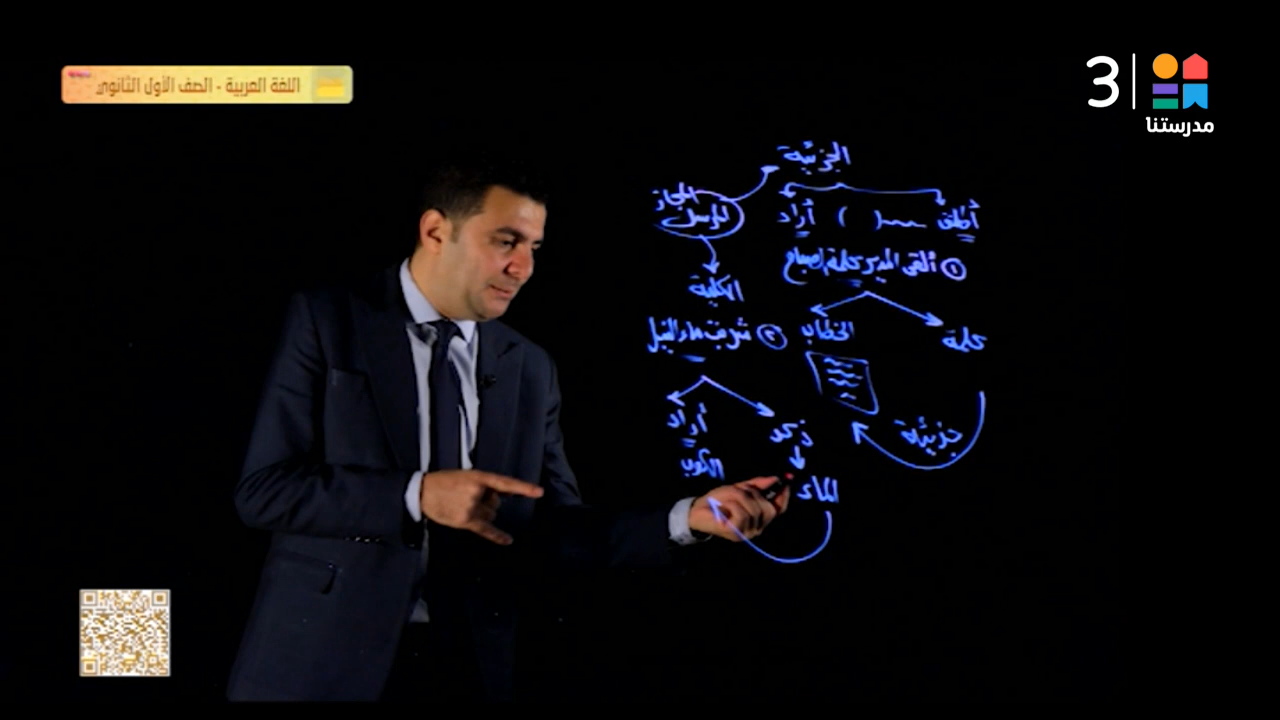 اللغة العربية - الصف الأول الثانوي
3
مدرستنا
الجزئية
المجاز
المرسل
أطلق ( ) أراد
① ألقى المدير كلمة الصباح
الكلية
كلمة
الخطاب
② شربت ماء النيل
جزئية
ذكر
أراد
الماء
الكوب